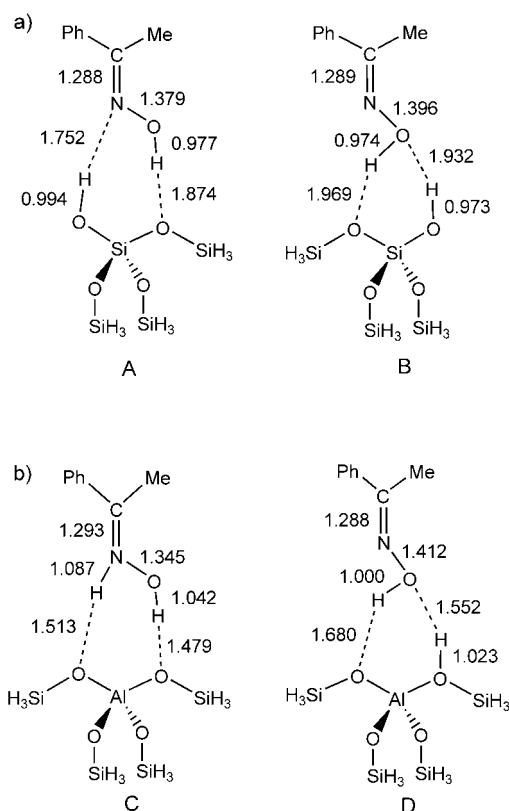 a)
Ph Me Ph Me
C C
1.288 1.289
N 1.379 N 1.396
1.752 O 0.974 O
H 0.977 H 1.932
H H
0.994 1.874 1.969 0.973
O Si O O Si O
SiH3 H3Si
O O O O
SiH3 SiH3
SiH3 SiH3
A B
b)
Ph Me Ph Me
C C
1.293 1.288
N 1.345 N 1.412
1.087 O 1.000 O
H 1.042 H 1.552
H H
1.513 1.479 1.680 1.023
O Al O O Al O
H3Si SiH3 H3Si SiH3
O O O O
SiH3 SiH3 SiH3 SiH3
C D